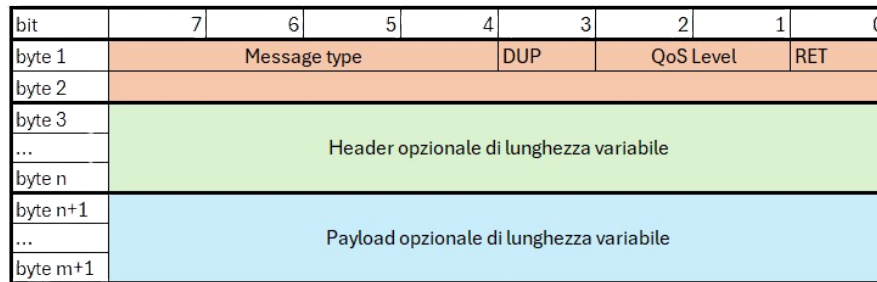 bit 7 6 5 4 3 2 1 0
byte 1 Message type DUP QoS Level RET
byte 2
byte 3
... Header opzionale di lunghezza variabile
byte n
byte n+1
... Payload opzionale di lunghezza variabile
byte m+1